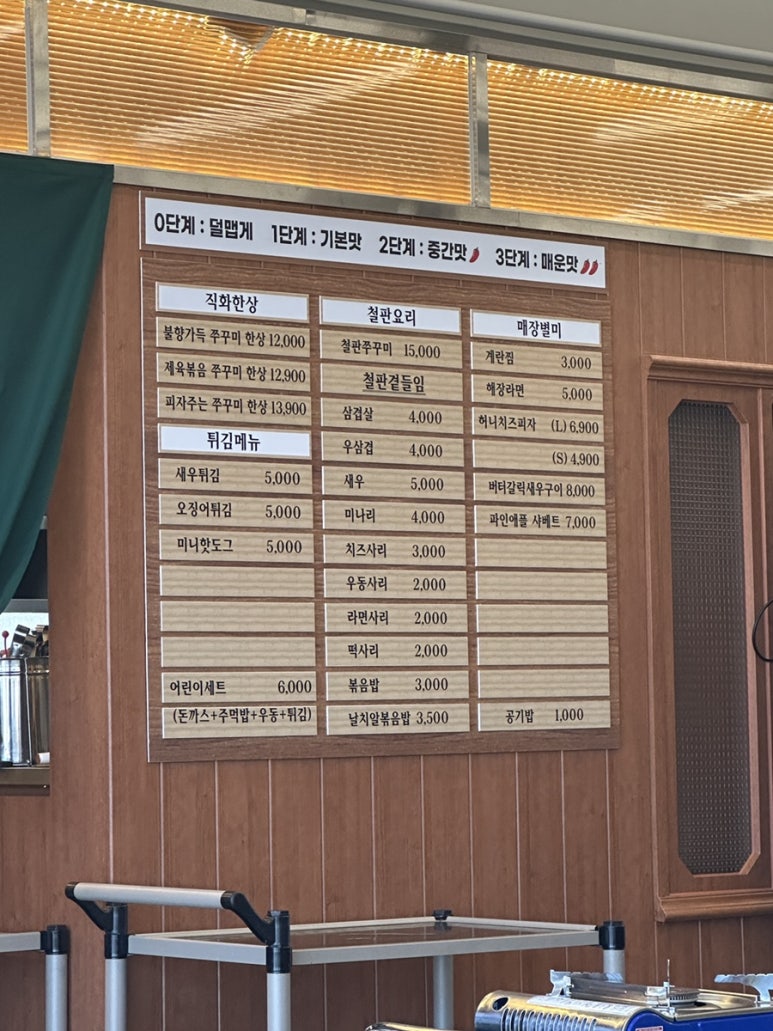 0단계 : 덜맵게 1단계 : 기본맛 2단계 : 중간맛 3단계 : 매운맛
직화한상
불향가득 쭈꾸미 한상 12,000
제육볶음 쭈꾸미 한상 12,900
피자주는 쭈꾸미 한상 13,900
튀김메뉴
새우튀김 5,000
오징어튀김 5,000
미니핫도그 5,000
어린이세트 6,000
(돈까스+주먹밥+우동+튀김)
철판요리
철판쭈꾸미 15,000
철판곁들임
삼겹살 4,000
우삼겹 4,000
새우 5,000
미나리 4,000
치즈사리 3,000
우동사리 2,000
라면사리 2,000
떡사리 2,000
볶음밥 3,000
날치알볶음밥 3,500
매장별미
계란찜 3,000
해장라면 5,000
허니치즈피자 (L) 6,900
(S) 4,900
버터갈릭새우구이 8,000
파인애플 샤베트 7,000
공기밥 1,000